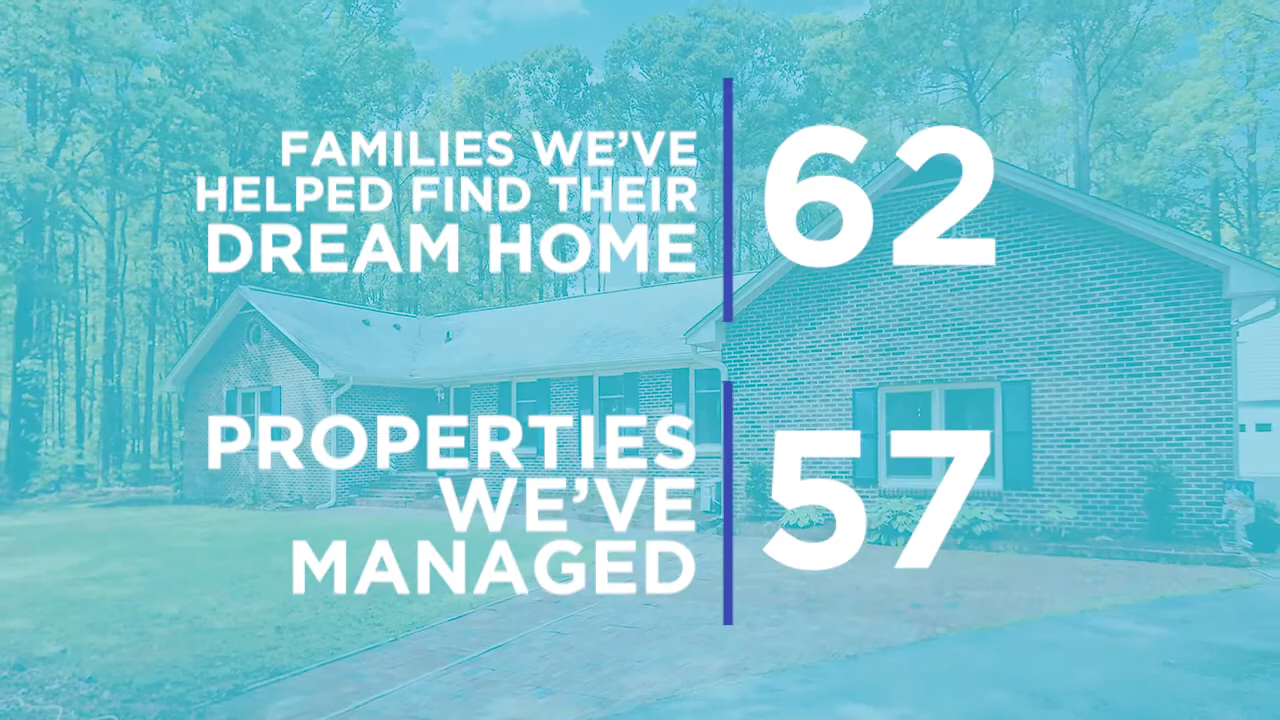 FAMILIES WE'VE
HELPED FIND THEIR
DREAM HOME
62
PROPERTIES
WE'VE
MANAGED
57